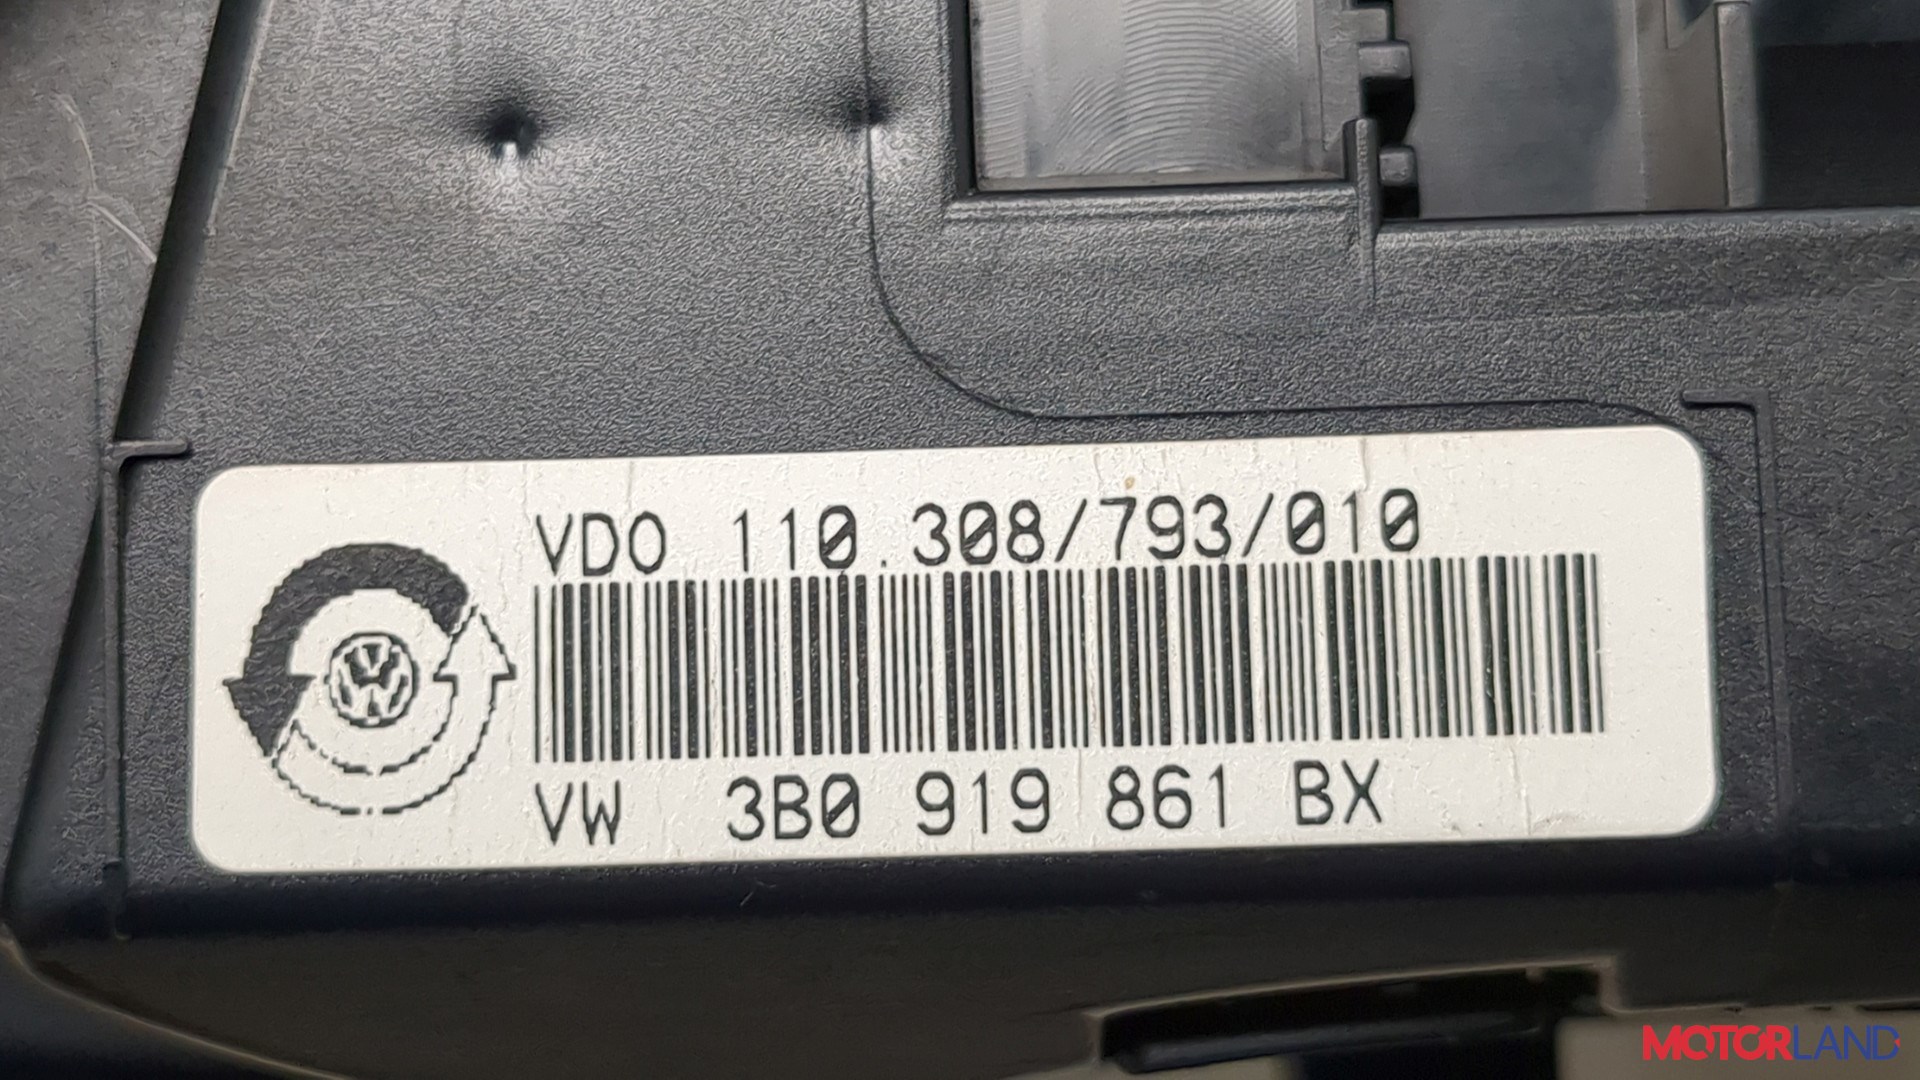 VDO 110.308/793/010
VW 3B0 919 861 BX
MOTORLAND